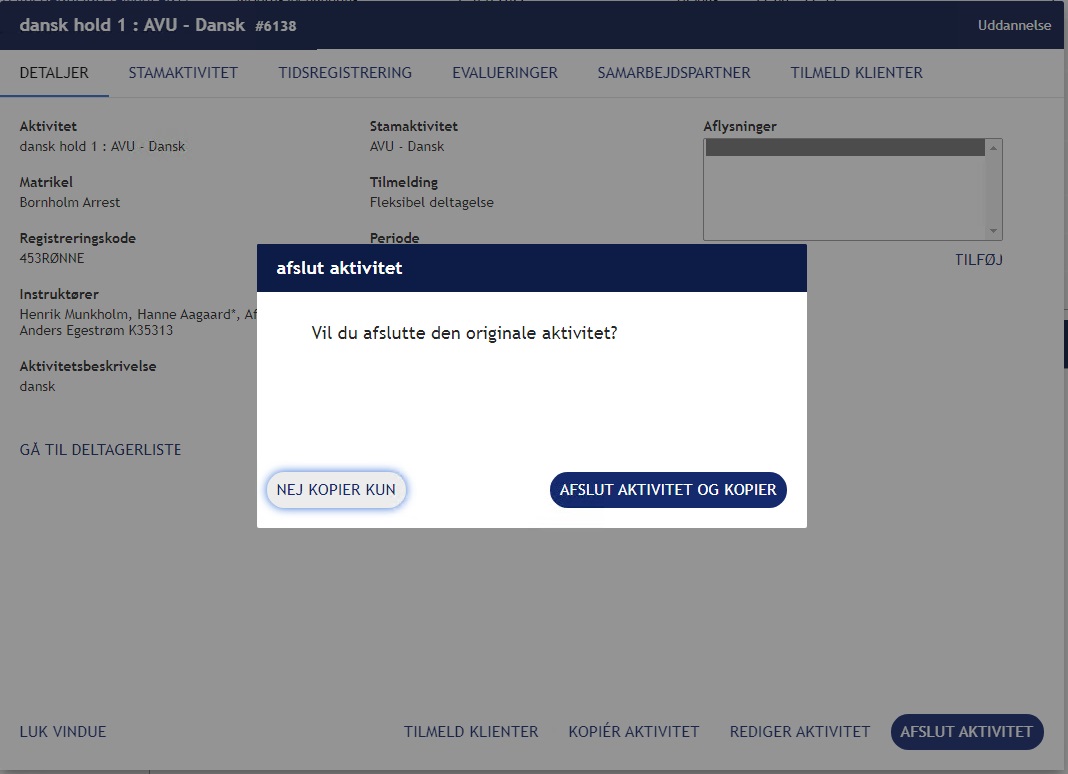 dansk hold 1 : AVU - Dansk #6138
Uddannelse
DETALJER
STAMAKTIVITET
TIDSREGISTRERING
EVALUERINGER
SAMARBEJDSPARTNER
TILMELD KLIENTER
Aktivitet
dansk hold 1 : AVU - Dansk
Stamaktivitet
AVU - Dansk
Aflysninger
Matrikel
Bornholm Arrest
Tilmelding
Fleksibel deltagelse
Registreringskode
453RØNNE
Periode
TILFØJ
Instruktører
Henrik Munkholm, Hanne Aagaard*, Af
Anders Egestrøm K35313
Aktivitetsbeskrivelse
dansk
GÅ TIL DELTAGERLISTE
afslut aktivitet
Vil du afslutte den originale aktivitet?
NEJ KOPIER KUN
AFSLUT AKTIVITET OG KOPIER
LUK VINDUE
TILMELD KLIENTER
KOPIÉR AKTIVITET
REDIGER AKTIVITET
AFSLUT AKTIVITET